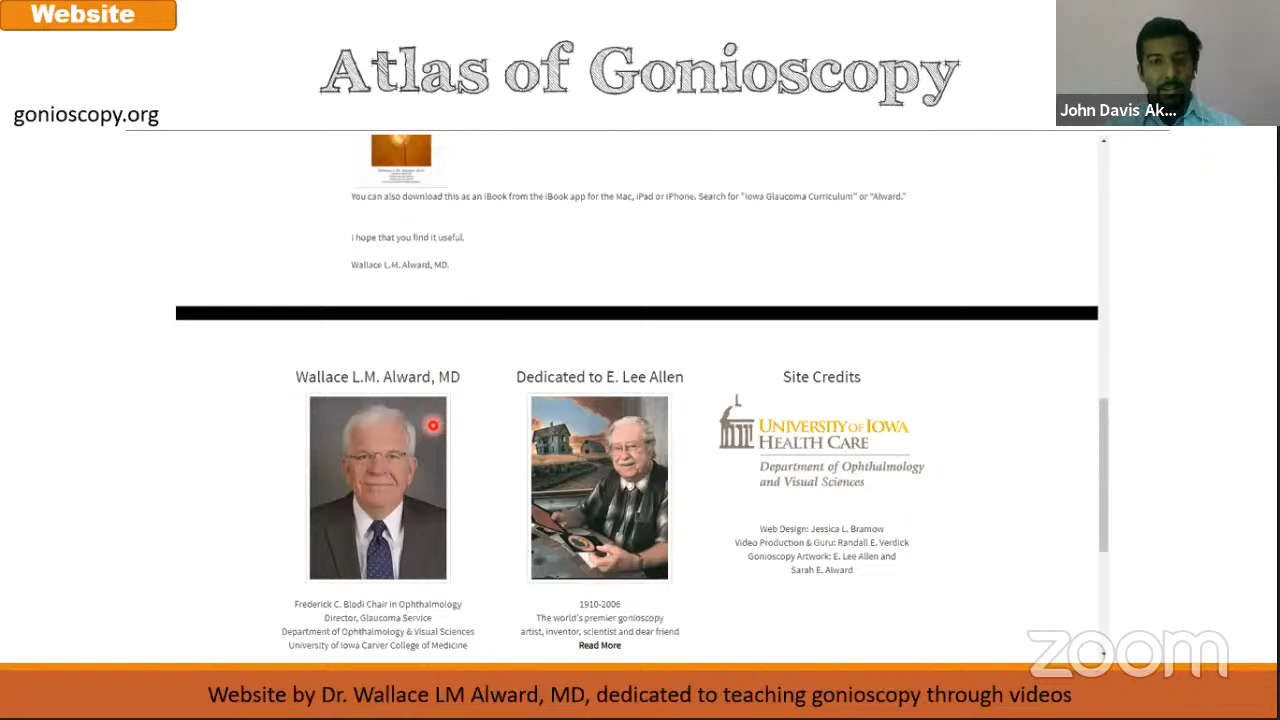 Website
Atlas of Gonioscopy
gonioscopy.org
John Davis Ak...
You can also download this as an iBook from the iBook app for the Mac, iPad or iPhone. Search for "Iowa Glaucoma Curriculum" or "Alward."
I hope that you find it useful.
Wallace L.M. Alward, MD.
Wallace L.M. Alward, MD
Frederick C. Blodi Chair in Ophthalmology
Director, Glaucoma Service
Department of Ophthalmology & Visual Sciences
University of Iowa Carver College of Medicine
Dedicated to E. Lee Allen
1910-2006
The world's premier gonioscopy
artist, inventor, scientist and dear friend
Read More
Site Credits
UNIVERSITY OF IOWA
HEALTH CARE
Department of Ophthalmology
and Visual Sciences
Web Design: Jessica L. Bramow
Video Production & Guru: Randall E. Verdick
Gonioscopy Artwork: E. Lee Allen and
Sarah E. Alward
zoom
Website by Dr. Wallace LM Alward, MD, dedicated to teaching gonioscopy through videos